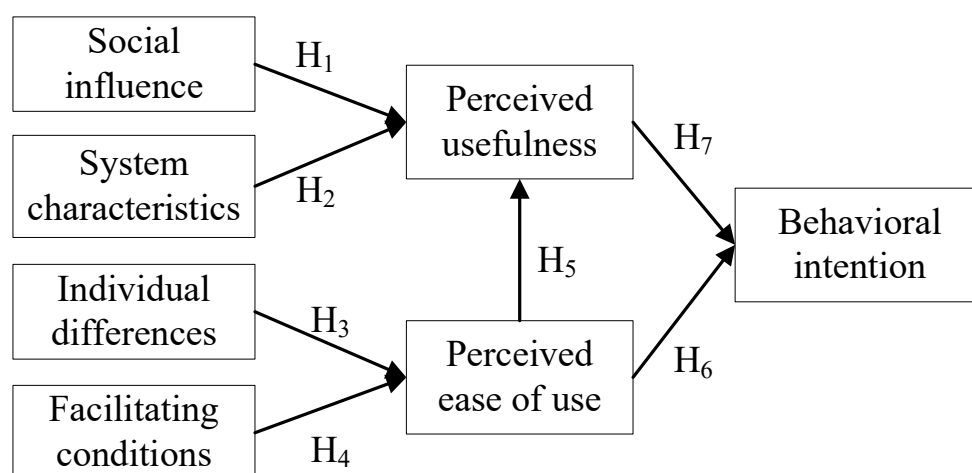 Social
influence
H₁
System
characteristics
H₂
Perceived
usefulness
H₇
Individual
differences
H₃
H₅
Behavioral
intention
Facilitating
conditions
H₄
Perceived
ease of use
H₆